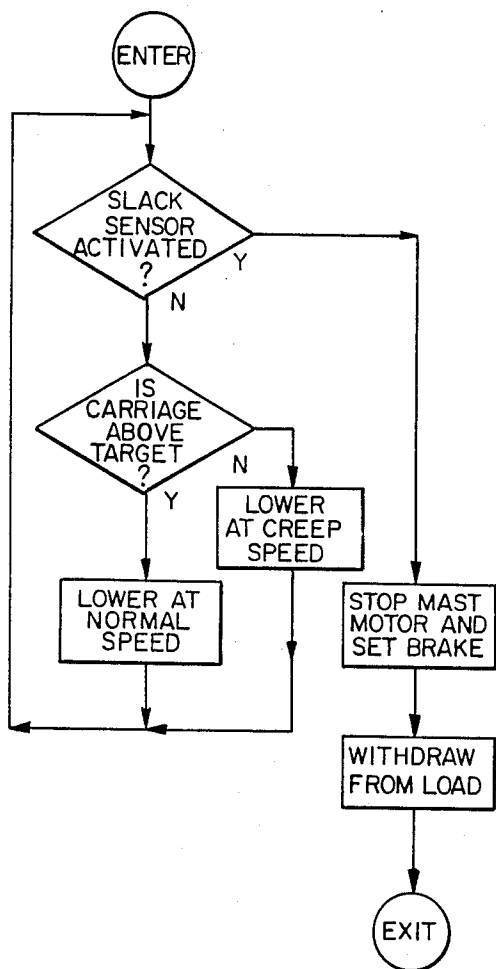 ENTER
SLACK
SENSOR
ACTIVATED
?
Y
N
IS
CARRIAGE
ABOVE
TARGET
?
N
Y
LOWER
AT CREEP
SPEED
LOWER AT
NORMAL
SPEED
STOP MAST
MOTOR AND
SET BRAKE
WITHDRAW
FROM LOAD
EXIT